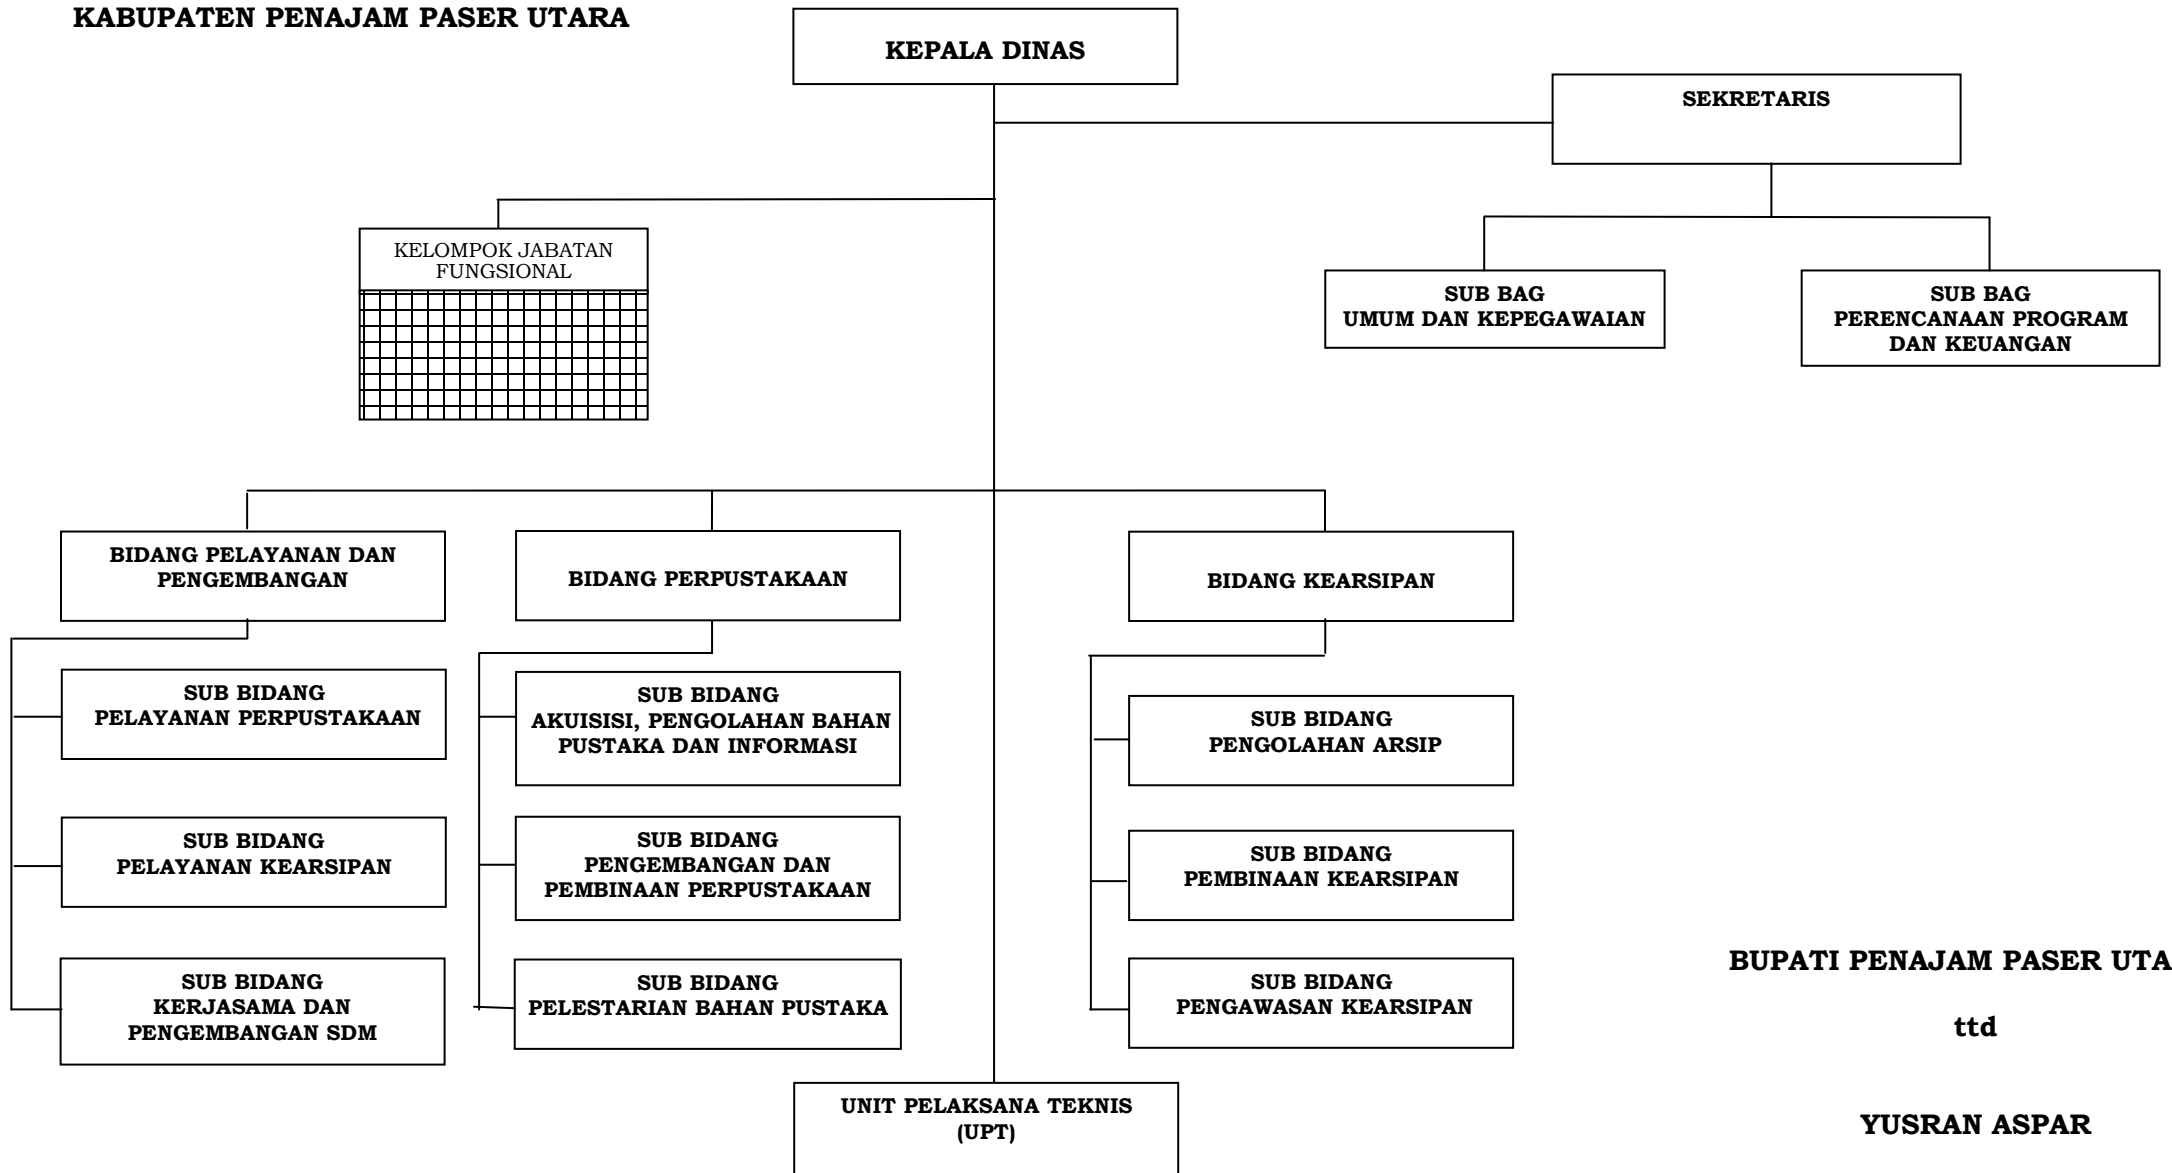 KABUPATEN PENAJAM PASER UTARA
KEPALA DINAS
SEKRETARIS
KELOMPOK JABATAN
FUNGSIONAL
SUB BAG
UMUM DAN KEPEGAWAIAN
SUB BAG
PERENCANAAN PROGRAM
DAN KEUANGAN
BIDANG PELAYANAN DAN
PENGEMBANGAN
BIDANG PERPUSTAKAAN
BIDANG KEARSIPAN
SUB BIDANG
PELAYANAN PERPUSTAKAAN
SUB BIDANG
AKUISISI, PENGOLAHAN BAHAN
PUSTAKA DAN INFORMASI
SUB BIDANG
PENGOLAHAN ARSIP
SUB BIDANG
PELAYANAN KEARSIPAN
SUB BIDANG
PENGEMBANGAN DAN
PEMBINAAN PERPUSTAKAAN
SUB BIDANG
PEMBINAAN KEARSIPAN
SUB BIDANG
KERJASAMA DAN
PENGEMBANGAN SDM
SUB BIDANG
PELESTARIAN BAHAN PUSTAKA
SUB BIDANG
PENGAWASAN KEARSIPAN
UNIT PELAKSANA TEKNIS
(UPT)
BUPATI PENAJAM PASER UTA
ttd
YUSRAN ASPAR